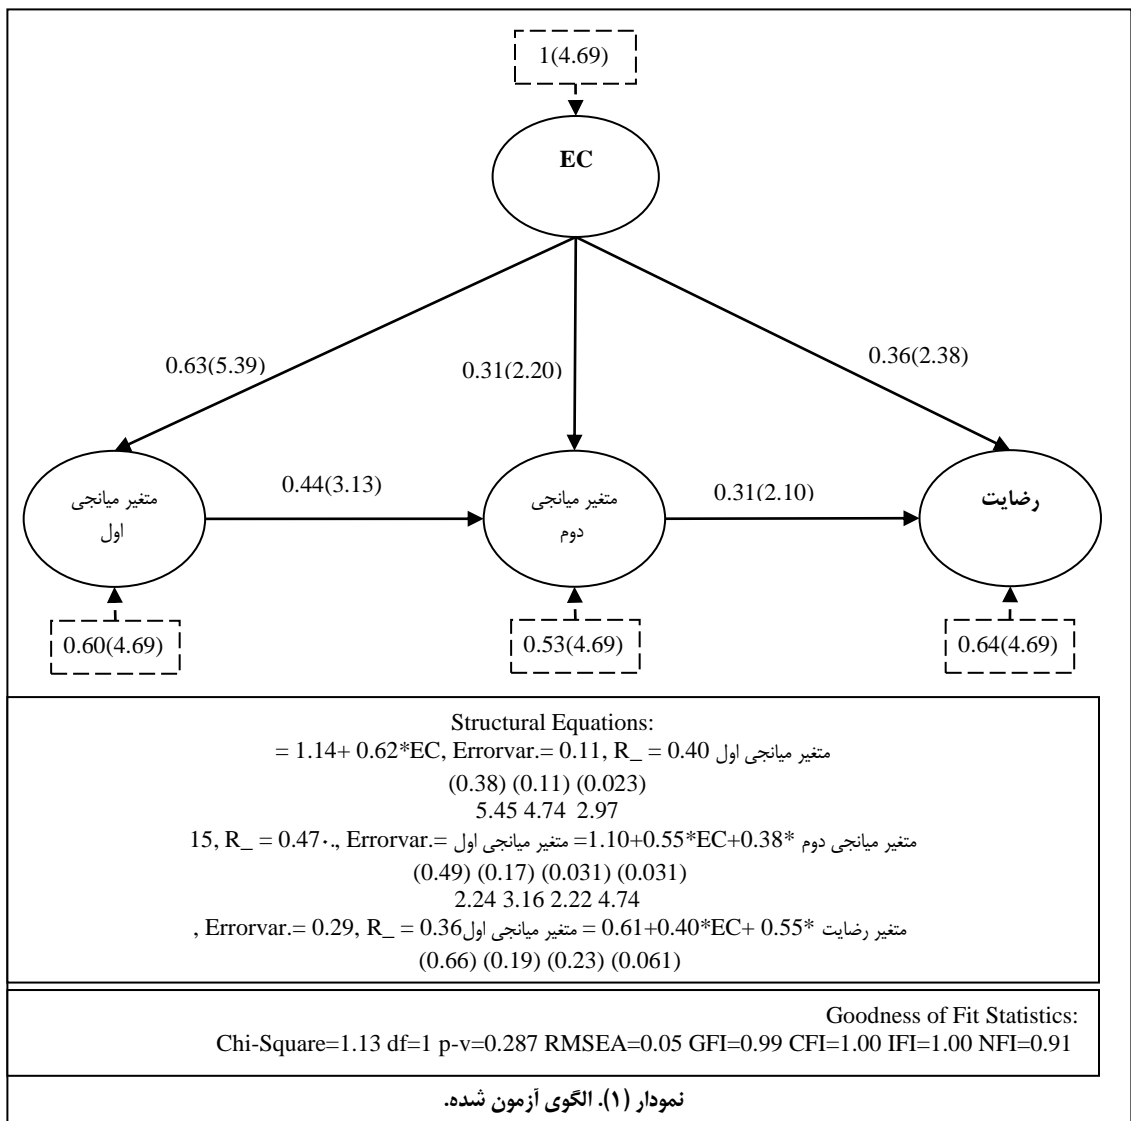 1(4.69)
EC
0.63(5.39)
0.31(2.20)
0.36(2.38)
متغیر میانجی
اول
0.44(3.13)
متغیر میانجی
دوم
0.31(2.10)
رضایت
0.60(4.69)
0.53(4.69)
0.64(4.69)
Structural Equations:
= 1.14+ 0.62*EC, Errorvar.= 0.11, R_ = 0.40 متغیر میانجی اول
(0.38) (0.11) (0.023)
5.45 4.74 2.97
15, R_ = 0.47۰., Errorvar.= متغیر میانجی اول =1.10+0.55*EC+0.38* متغیر میانجی دوم
(0.49) (0.17) (0.031) (0.031)
2.24 3.16 2.22 4.74
, Errorvar.= 0.29, R_ = 0.36متغیر میانجی اول = 0.61+0.40*EC+ 0.55* متغیر رضایت
(0.66) (0.19) (0.23) (0.061)
Goodness of Fit Statistics:
Chi-Square=1.13 df=1 p-v=0.287 RMSEA=0.05 GFI=0.99 CFI=1.00 IFI=1.00 NFI=0.91
نمودار (۱). الگوی آزمون شده.